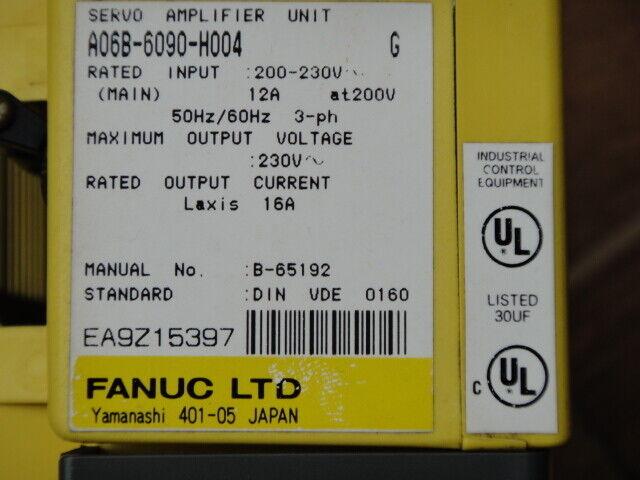 SERVO AMPLIFIER UNIT
A06B-6090-H004 G
RATED INPUT :200-230V~
(MAIN) 12A at200V
50Hz/60Hz 3-ph
MAXIMUM OUTPUT VOLTAGE
:230V~
RATED OUTPUT CURRENT
Laxis 16A
MANUAL No. :B-65192
STANDARD :DIN VDE 0160
EA9Z15397
FANUC LTD
Yamanashi 401-05 JAPAN
INDUSTRIAL
CONTROL
EQUIPMENT
UL
LISTED
30UF
C UL